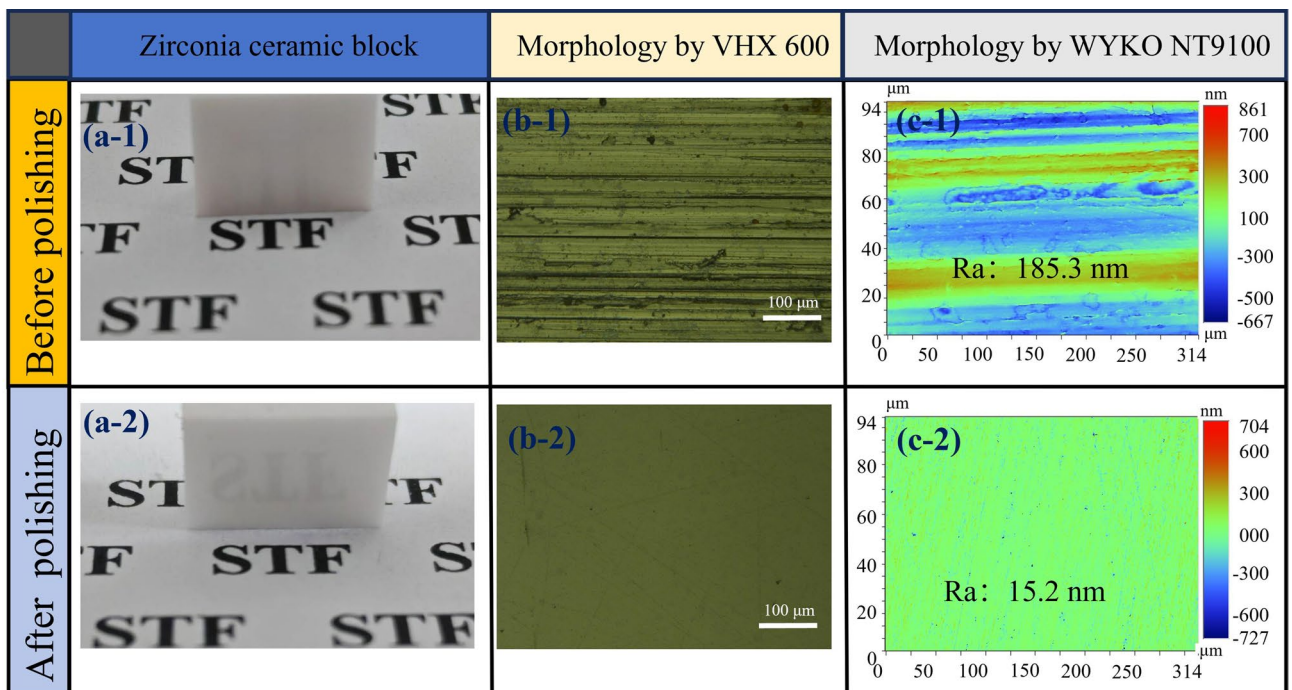 Zirconia ceramic block
Morphology by VHX 600
Morphology by WYKO NT9100
Before polishing
(a-1)
STF
STF
ST
F
TF
STF
ST
STF
STF
(b-1)
100 μm
μm
94
80
60
40
20
0
(c-1)
Ra: 185.3 nm
0
50
100
150
200
250
314
nm
861
700
300
100
-300
-500
-667
μm
After polishing
(a-2)
STF
ST
TF
F
STF
S
STF
STF
(b-2)
100 μm
μm
94
80
60
40
20
0
(c-2)
Ra: 15.2 nm
0
50
100
150
200
250
314
nm
704
600
300
000
-300
-600
-727
μm